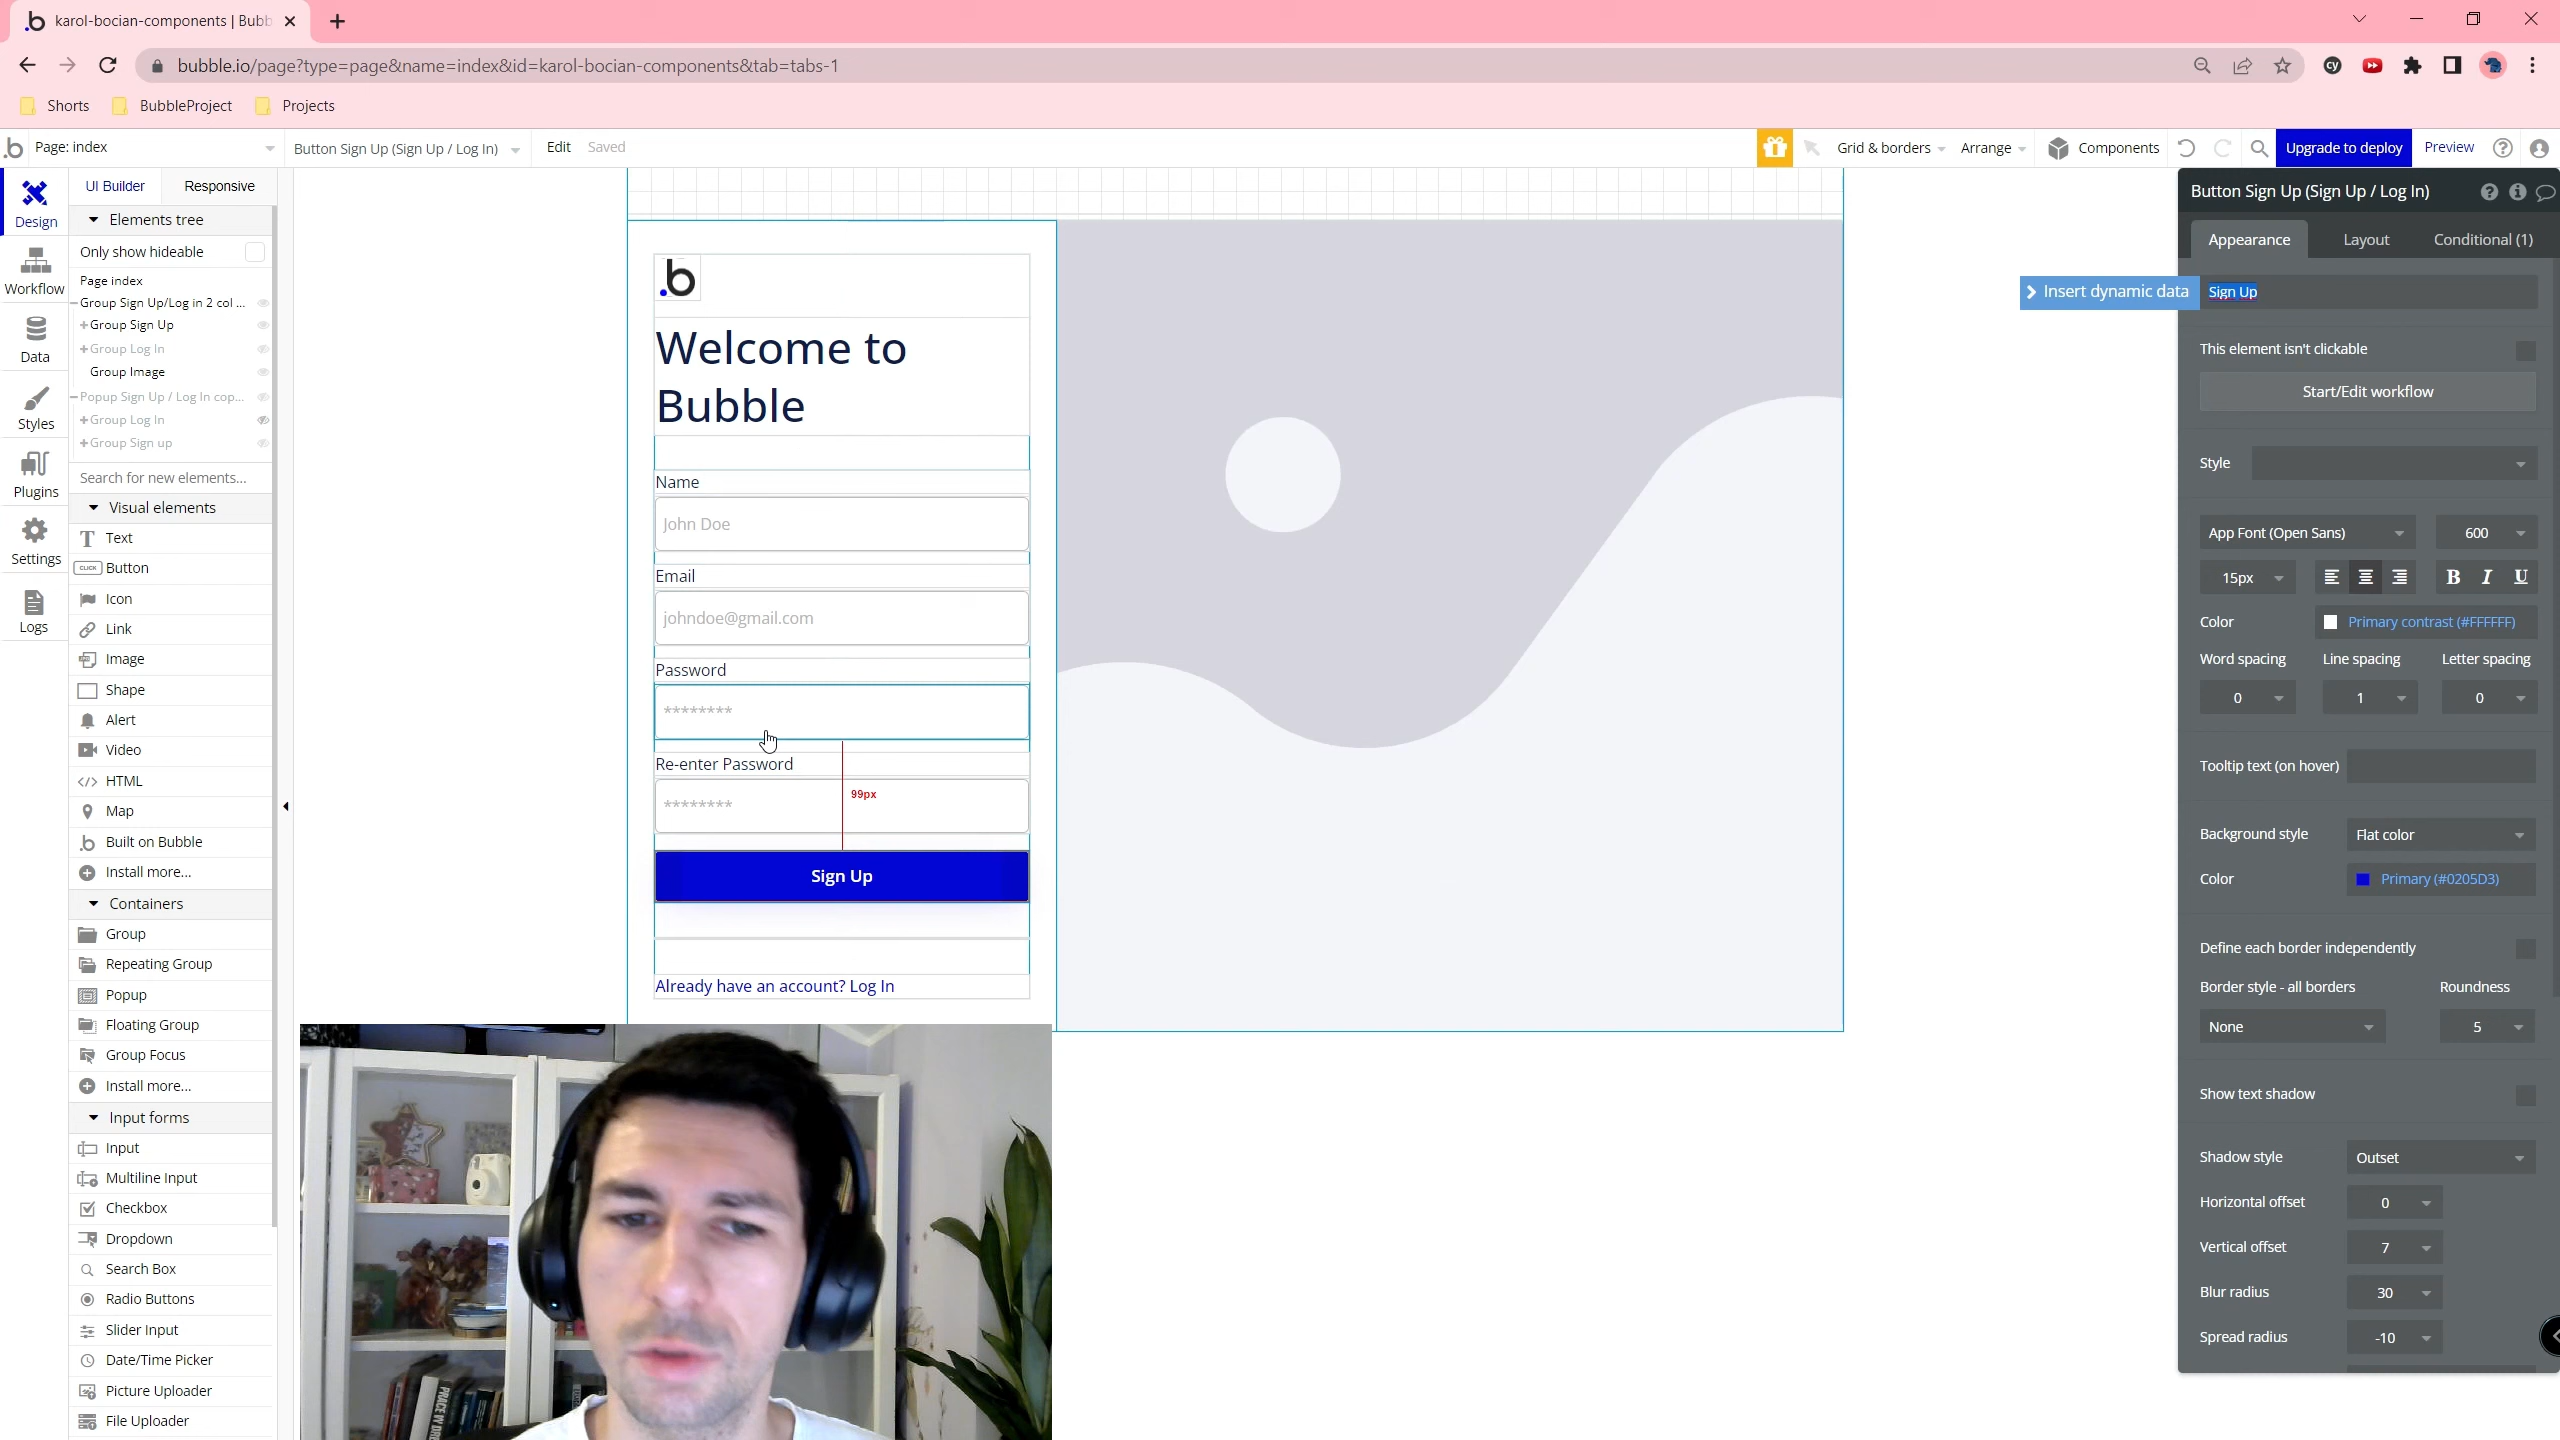 karol-bocian-components | Bubb
bubble.io/page?type=page&name=index&id=karol-bocian-components&tab=tabs-1
Shorts
BubbleProject
Projects
Page: index
Button Sign Up (Sign Up / Log In)
Edit
Saved
Grid & borders
Arrange
Components
Upgrade to deploy
Preview
Design
Workflow
Data
Styles
Plugins
Settings
Logs
UI Builder
Responsive
Elements tree
Only show hideable
Page index
Group Sign Up/Log in 2 col ...
+Group Sign Up
+Group Log In
Group Image
Popup Sign Up / Log In cop...
+Group Log In
+Group Sign up
Search for new elements...
Visual elements
Text
CLICK Button
Icon
Link
Image
Shape
Alert
Video
</> HTML
Map
Built on Bubble
Install more...
Containers
Group
Repeating Group
Popup
Floating Group
Group Focus
Install more...
Input forms
Input
Multiline Input
Checkbox
Dropdown
Search Box
Radio Buttons
Slider Input
Date/Time Picker
Picture Uploader
File Uploader
.b
Welcome to
Bubble
Name
John Doe
Email
johndoe@gmail.com
Password
********
Re-enter Password
99px
********
Sign Up
Already have an account? Log In
PRACE W DREW
Button Sign Up (Sign Up / Log In)
Appearance
Layout
Conditional (1)
Insert dynamic data
Sign Up
This element isn't clickable
Start/Edit workflow
Style
App Font (Open Sans)
600
15px
B I U
Color
Primary contrast (#FFFFFF)
Word spacing
Line spacing
Letter spacing
0
1
0
Tooltip text (on hover)
Background style
Flat color
Color
Primary (#0205D3)
Define each border independently
Border style - all borders
Roundness
None
5
Show text shadow
Shadow style
Outset
Horizontal offset
0
Vertical offset
7
Blur radius
30
Spread radius
-10